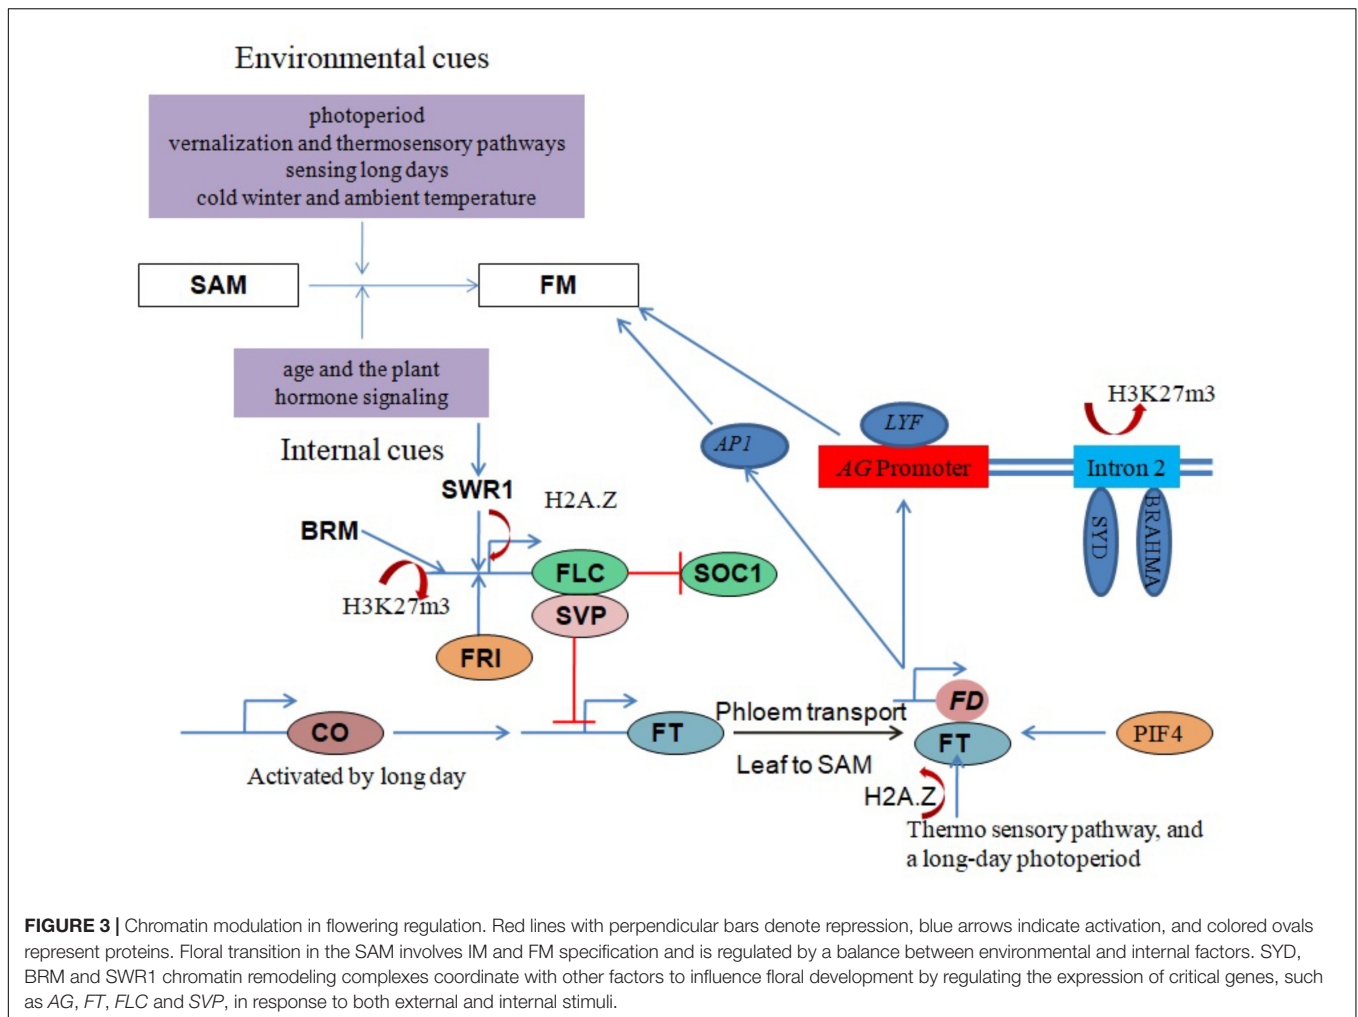 Environmental cues
photoperiod
vernalization and thermosensory pathways
sensing long days
cold winter and ambient temperature
SAM
FM
age and the plant
hormone signaling
Internal cues
SWR1
H2A.Z
BRM
H3K27m3
FLC
SOC1
SVP
FRI
AP1
LYF
AG Promoter
H3K27m3
Intron 2
SYD
BRAHMA
CO
Activated by long day
FT
Phloem transport
Leaf to SAM
FD
FT
PIF4
H2A.Z
Thermo sensory pathway, and
a long-day photoperiod
FIGURE 3 | Chromatin modulation in flowering regulation. Red lines with perpendicular bars denote repression, blue arrows indicate activation, and colored ovals
represent proteins. Floral transition in the SAM involves IM and FM specification and is regulated by a balance between environmental and internal factors. SYD,
BRM and SWR1 chromatin remodeling complexes coordinate with other factors to influence floral development by regulating the expression of critical genes, such
as AG, FT, FLC and SVP, in response to both external and internal stimuli.